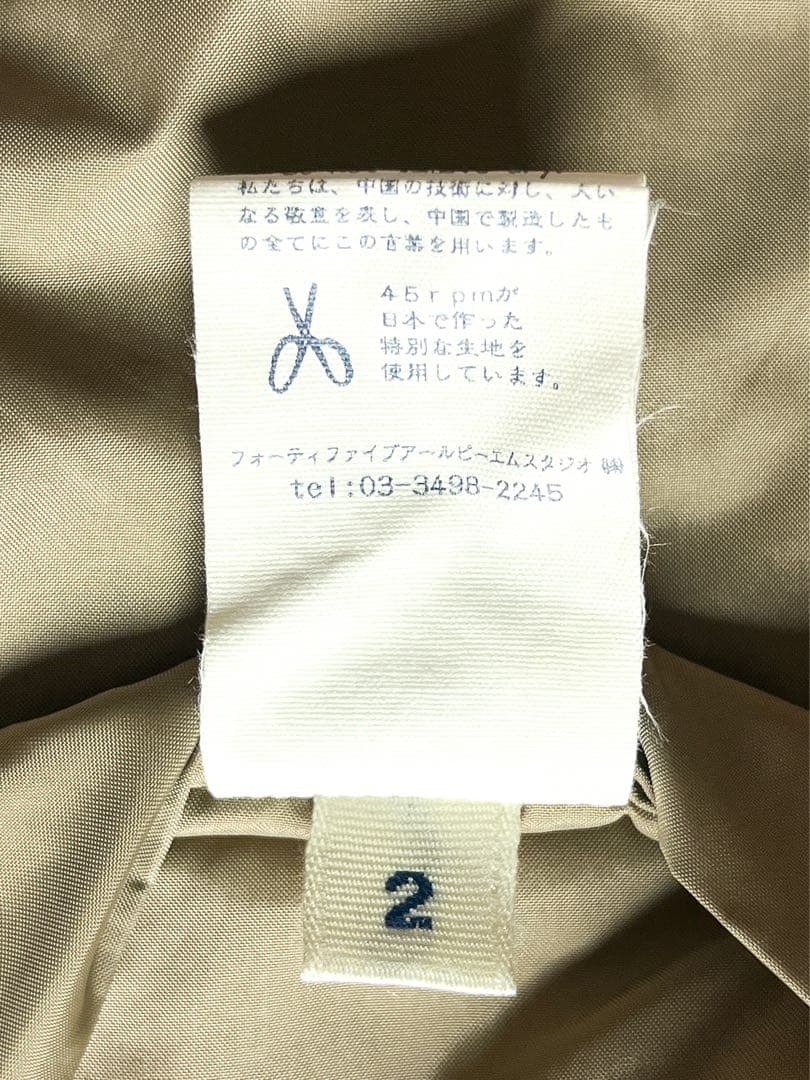 私たちは、中国の技術に対し、大い
なる敬意を表し、中国で製造したも
の全てにこの言葉を用います。
45rpmが
日本で作った
特別な生地を
使用しています。
フォーティファイブアールピーエムスタジオ ㈱
tel:03-3498-2245
2